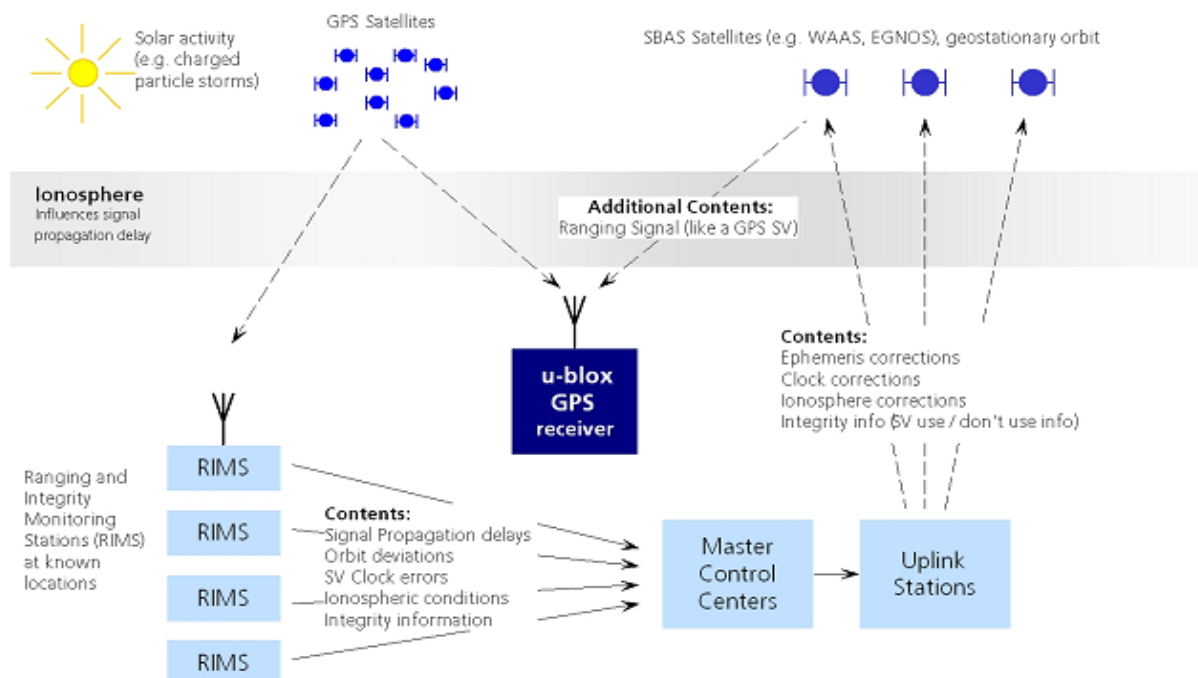 Solar activity
(e.g. charged
particle storms)
GPS Satellites
SBAS Satellites (e.g. WAAS, EGNOS), geostationary orbit
Ionosphere
Influences signal
propagation delay
Additional Contents:
Ranging Signal (like a GPS SV)
u-blox
GPS
receiver
Contents:
Ephemeris corrections
Clock corrections
Ionosphere corrections
Integrity info (SV use / don't use info)
Ranging and
Integrity
Monitoring
Stations (RIMS)
at known
locations
RIMS
RIMS
RIMS
RIMS
Contents:
Signal Propagation delays
Orbit deviations
SV Clock errors
Ionospheric conditions
Integrity information
Master
Control
Centers
Uplink
Stations